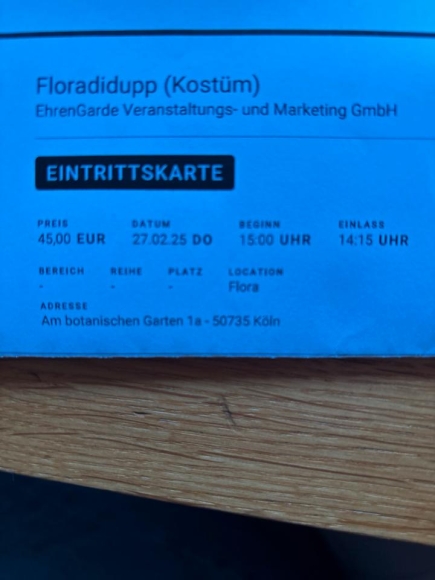 Floradidupp (Kostüm)
EhrenGarde Veranstaltungs- und Marketing GmbH
EINTRITTSKARTE
PREIS DATUM BEGINN EINLASS
45,00 EUR 27.02.25 DO 15:00 UHR 14:15 UHR
BEREICH REIHE PLATZ LOCATION
- - - Flora
ADRESSE
Am botanischen Garten 1a - 50735 Köln